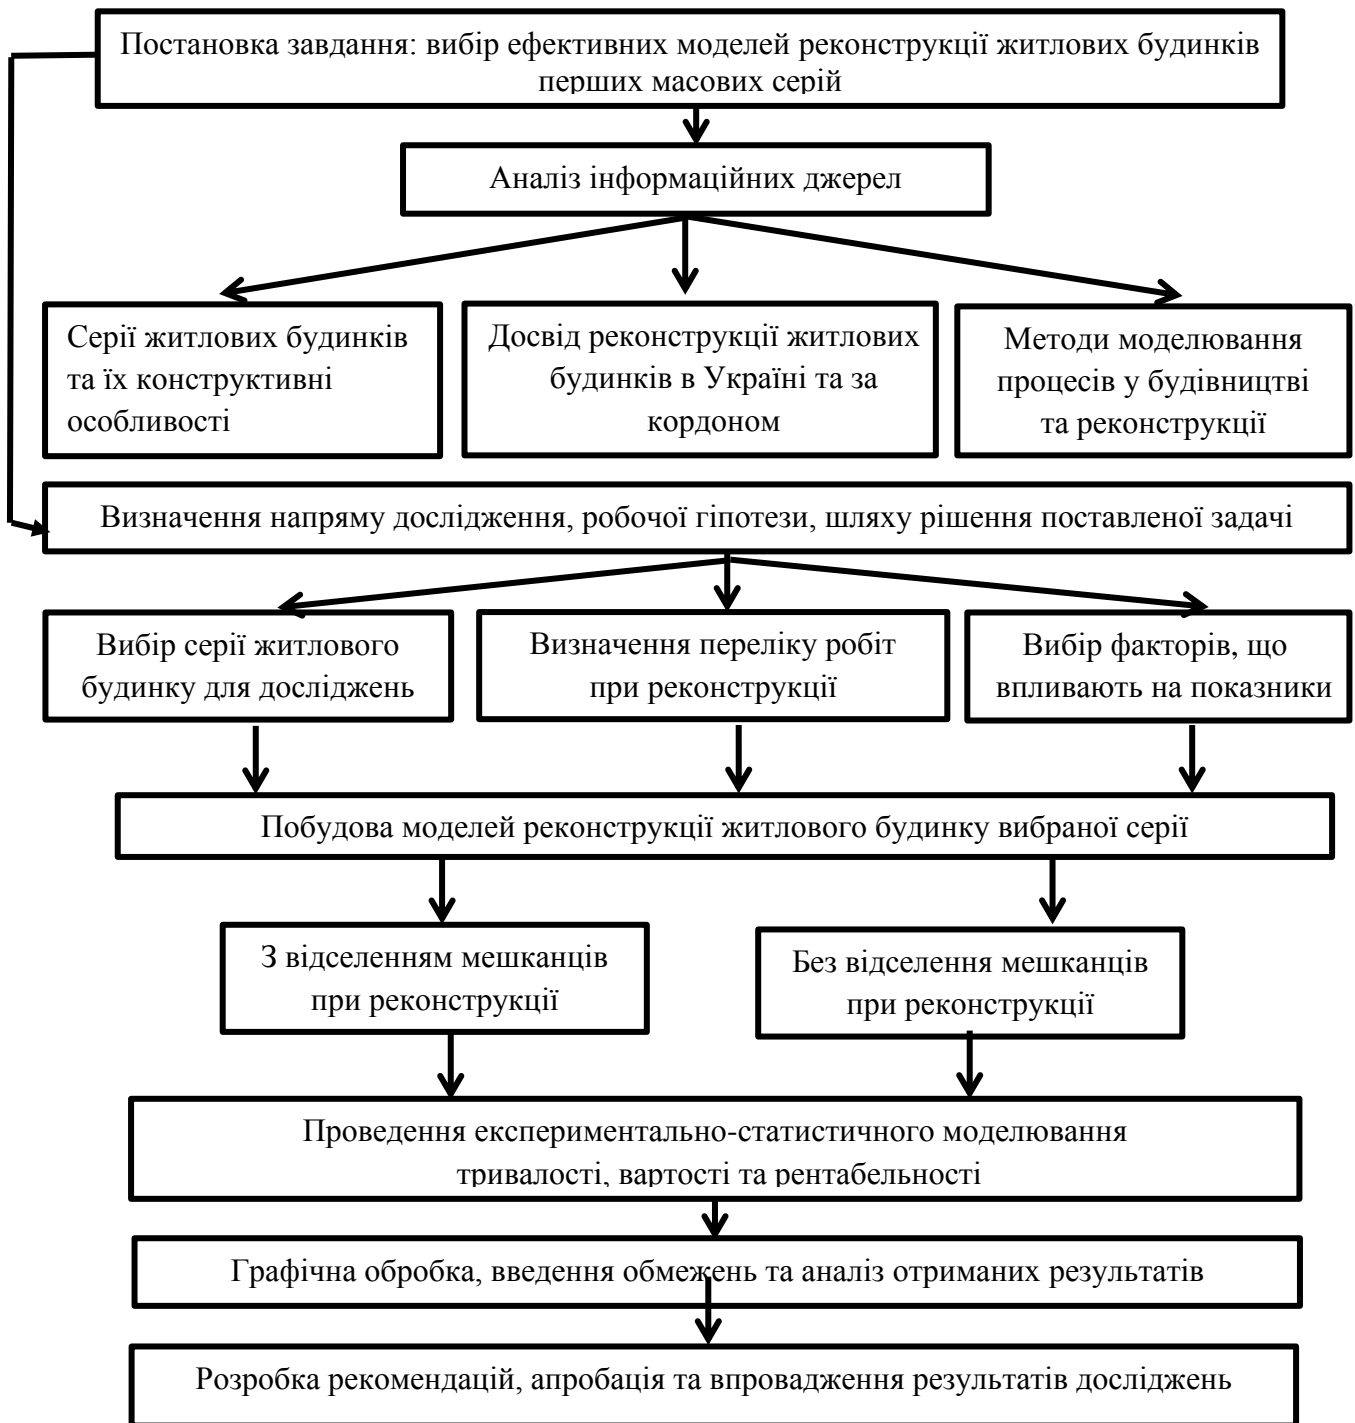 Постановка завдання: вибір ефективних моделей реконструкції житлових будинків
перших масових серій
Аналіз інформаційних джерел
Серії житлових будинків
та їх конструктивні
особливості
Досвід реконструкції житлових
будинків в Україні та за
кордоном
Методи моделювання
процесів у будівництві
та реконструкції
Визначення напряму дослідження, робочої гіпотези, шляху рішення поставленої задачі
Вибір серії житлового
будинку для досліджень
Визначення переліку робіт
при реконструкції
Вибір факторів, що
впливають на показники
Побудова моделей реконструкції житлового будинку вибраної серії
З відселенням мешканців
при реконструкції
Без відселення мешканців
при реконструкції
Проведення експериментально-статистичного моделювання
тривалості, вартості та рентабельності
Графічна обробка, введення обмежень та аналіз отриманих результатів
Розробка рекомендацій, апробація та впровадження результатів досліджень